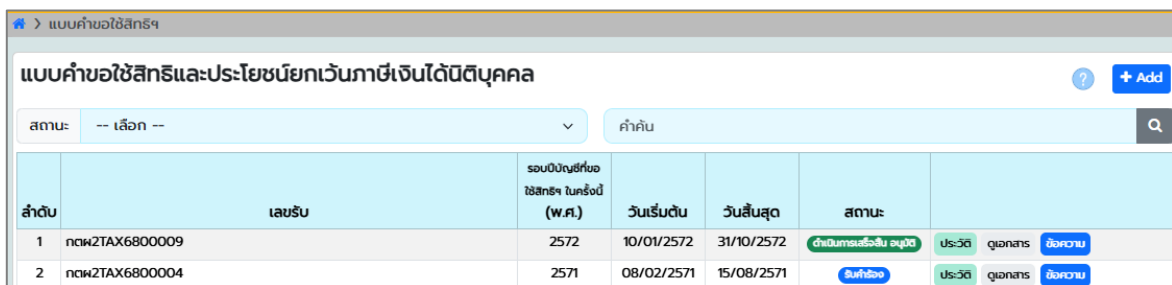 > แบบคำขอใช้สิทธิฯ
แบบคำขอใช้สิทธิและประโยชน์ยกเว้นภาษีเงินได้นิติบุคคล ? + Add
สถานะ -- เลือก -- คำค้น
ลำดับ เลขรับ รอบปีบัญชีที่ขอใช้สิทธิฯ ในครั้งนี้ (พ.ศ.) วันเริ่มต้น วันสิ้นสุด สถานะ
1 กตผ2TAX6800009 2572 10/01/2572 31/10/2572 ดำเนินการเสร็จสิ้น อนุมัติ ประวัติ ดูเอกสาร ข้อความ
2 กตผ2TAX6800004 2571 08/02/2571 15/08/2571 รับคำร้อง ประวัติ ดูเอกสาร ข้อความ